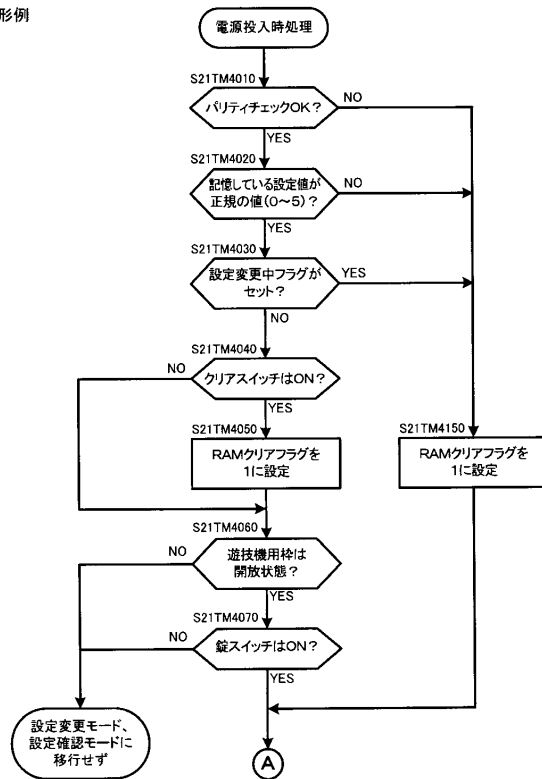 形例
電源投入時処理
S21TM4010
パリティチェックOK?
NO
YES
S21TM4020
記憶している設定値が
正規の値(0~5)?
NO
YES
S21TM4030
設定変更中フラグが
セット?
YES
NO
S21TM4040
クリアスイッチはON?
NO
YES
S21TM4050
RAMクリアフラグを
1に設定
S21TM4150
RAMクリアフラグを
1に設定
S21TM4060
遊技機用枠は
開放状態?
NO
YES
S21TM4070
錠スイッチはON?
NO
YES
設定変更モード、
設定確認モードに
移行せず
A